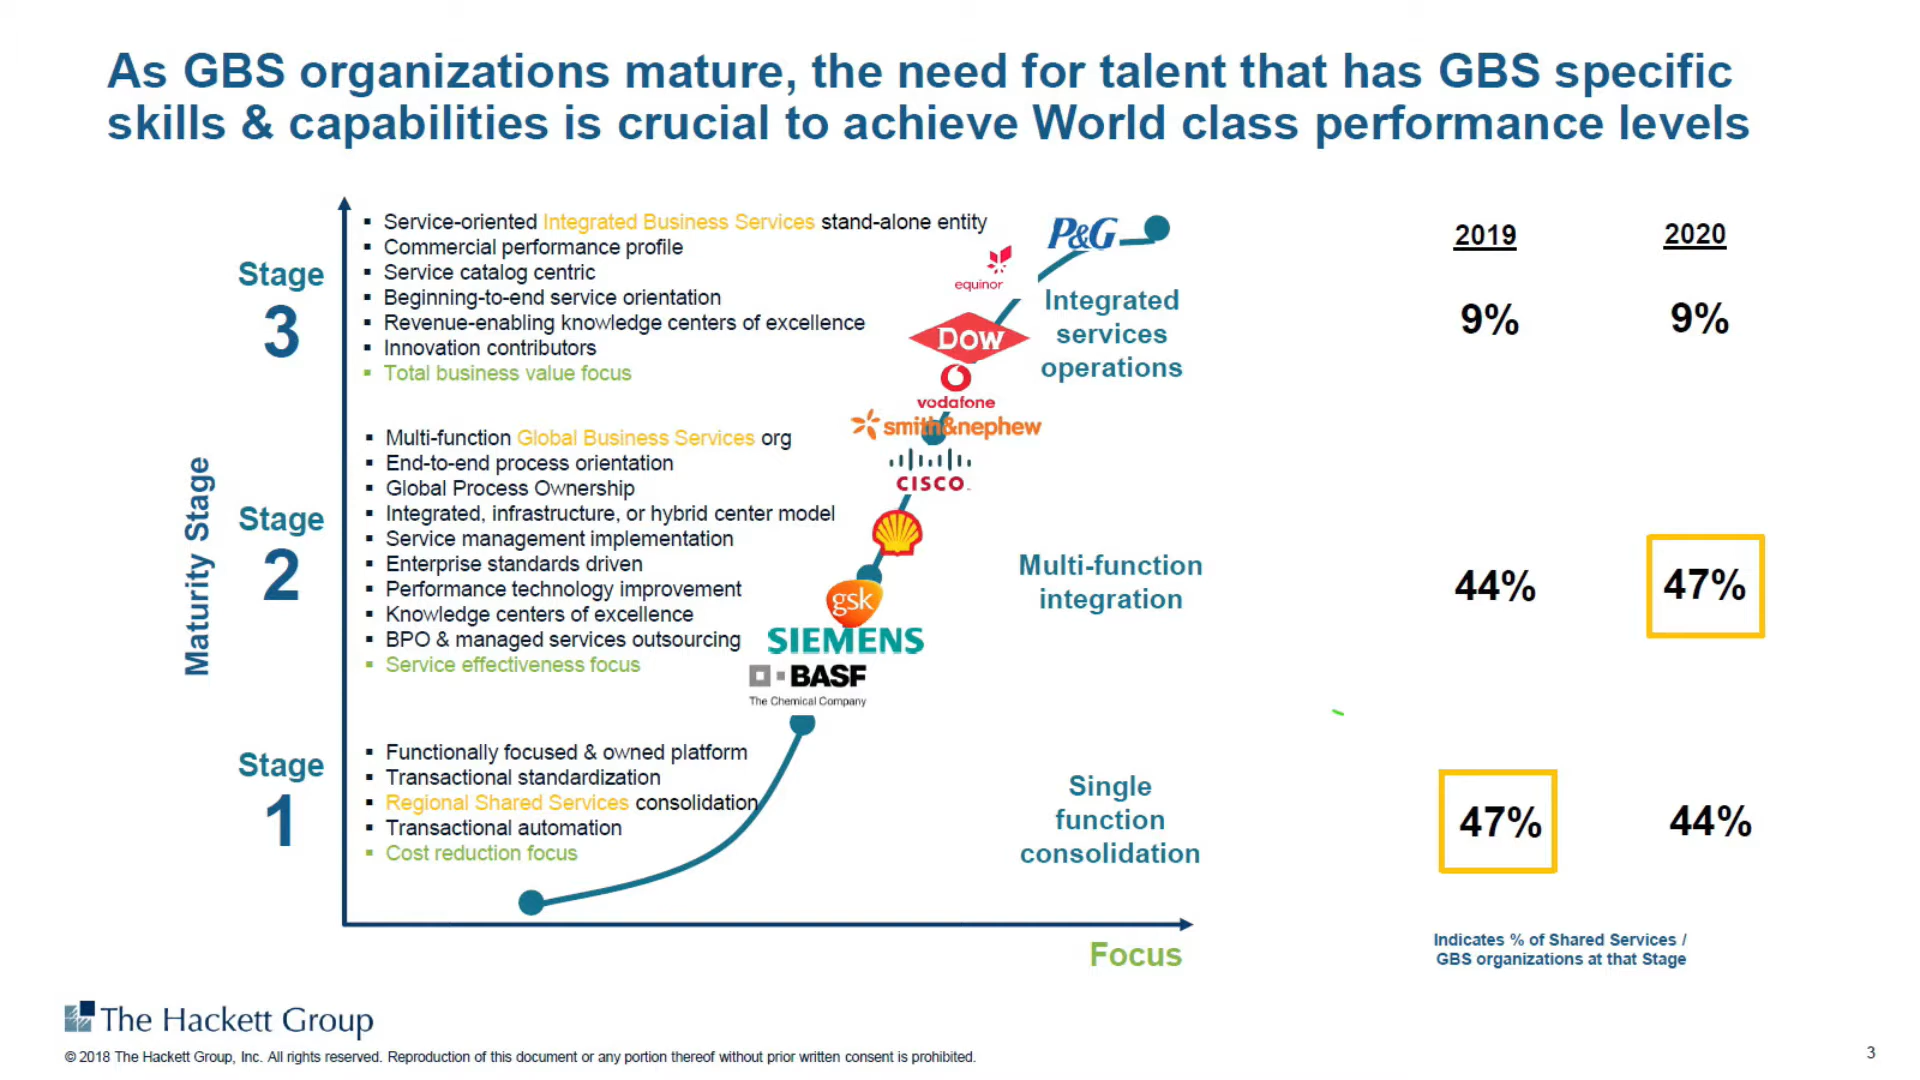 As GBS organizations mature, the need for talent that has GBS specific
skills & capabilities is crucial to achieve World class performance levels
Maturity Stage
Stage
3
▪ Service-oriented Integrated Business Services stand-alone entity
▪ Commercial performance profile
▪ Service catalog centric
▪ Beginning-to-end service orientation
▪ Revenue-enabling knowledge centers of excellence
▪ Innovation contributors
▪ Total business value focus
Stage
2
▪ Multi-function Global Business Services org
▪ End-to-end process orientation
▪ Global Process Ownership
▪ Integrated, infrastructure, or hybrid center model
▪ Service management implementation
▪ Enterprise standards driven
▪ Performance technology improvement
▪ Knowledge centers of excellence
▪ BPO & managed services outsourcing
▪ Service effectiveness focus
Stage
1
▪ Functionally focused & owned platform
▪ Transactional standardization
▪ Regional Shared Services consolidation
▪ Transactional automation
▪ Cost reduction focus
P&G
equinor
DOW
vodafone
smith&nephew
CISCO
gsk
SIEMENS
BASF
The Chemical Company
Integrated
services
operations
Multi-function
integration
Single
function
consolidation
Focus
2019 2020
9% 9%
44% 47%
47% 44%
Indicates % of Shared Services /
GBS organizations at that Stage
The Hackett Group
© 2018 The Hackett Group, Inc. All rights reserved. Reproduction of this document or any portion thereof without prior written consent is prohibited.
3